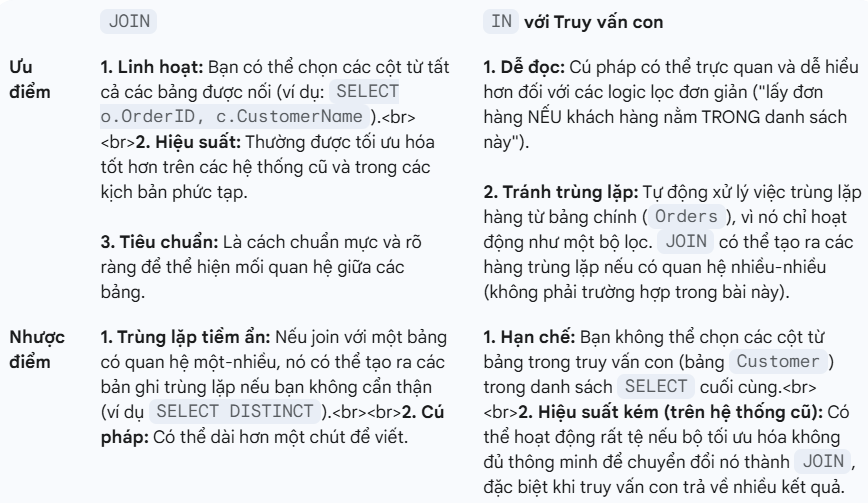 JOIN
IN với Truy vấn con
Ưu
điểm
1. Linh hoạt: Bạn có thể chọn các cột từ tất
cả các bảng được nối (ví dụ: SELECT
o.OrderID, c.CustomerName ).<br>
<br>2. Hiệu suất: Thường được tối ưu hóa
tốt hơn trên các hệ thống cũ và trong các
kịch bản phức tạp.
3. Tiêu chuẩn: Là cách chuẩn mực và rõ
ràng để thể hiện mối quan hệ giữa các
bảng.
1. Dễ đọc: Cú pháp có thể trực quan và dễ hiểu
hơn đối với các logic lọc đơn giản ("lấy đơn
hàng NẾU khách hàng nằm TRONG danh sách
này").
2. Tránh trùng lặp: Tự động xử lý việc trùng lặp
hàng từ bảng chính ( Orders ), vì nó chỉ hoạt
động như một bộ lọc. JOIN có thể tạo ra các
hàng trùng lặp nếu có quan hệ nhiều-nhiều
(không phải trường hợp trong bài này).
Nhược
điểm
1. Trùng lặp tiềm ẩn: Nếu join với một bảng
có quan hệ một-nhiều, nó có thể tạo ra các
bản ghi trùng lặp nếu bạn không cẩn thận
(ví dụ SELECT DISTINCT ).<br><br>2. Cú
pháp: Có thể dài hơn một chút để viết.
1. Hạn chế: Bạn không thể chọn các cột từ
bảng trong truy vấn con (bảng Customer )
trong danh sách SELECT cuối cùng.<br>
<br>2. Hiệu suất kém (trên hệ thống cũ): Có
thể hoạt động rất tệ nếu bộ tối ưu hóa không
đủ thông minh để chuyển đổi nó thành JOIN ,
đặc biệt khi truy vấn con trả về nhiều kết quả.